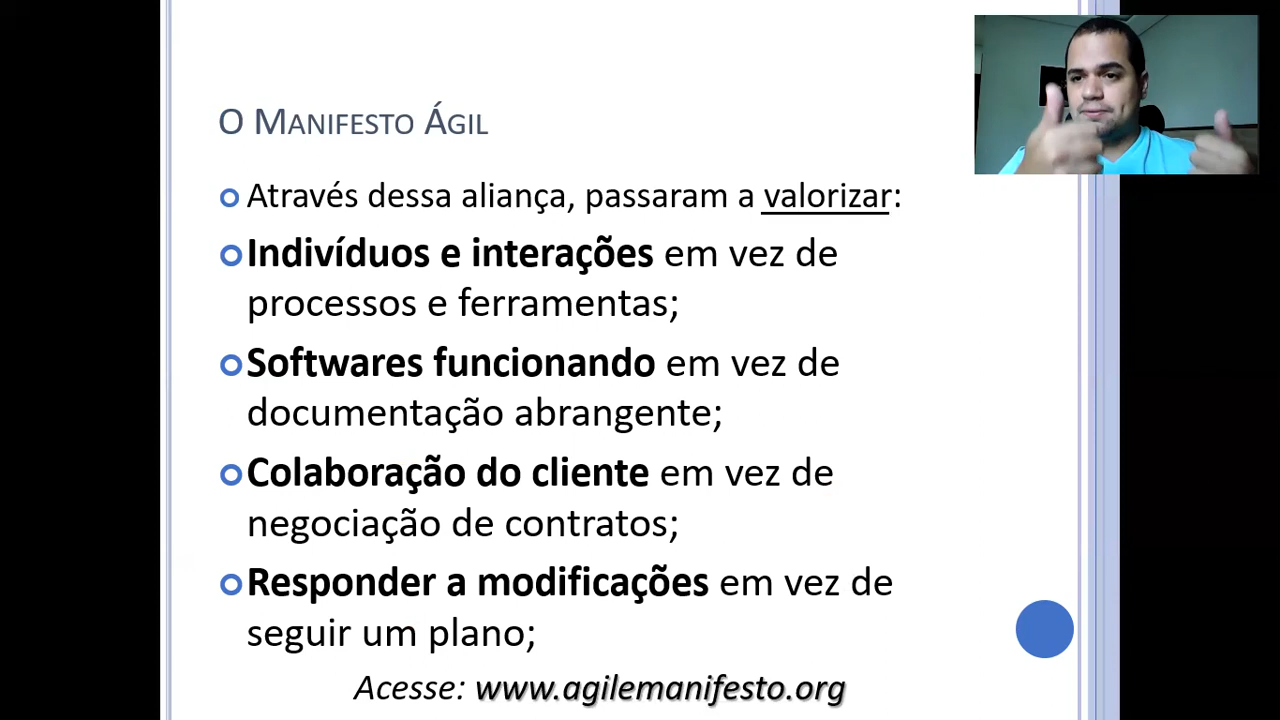 O Manifesto Ágil
Através dessa aliança, passaram a valorizar:
Indivíduos e interações em vez de
processos e ferramentas;
Softwares funcionando em vez de
documentação abrangente;
Colaboração do cliente em vez de
negociação de contratos;
Responder a modificações em vez de
seguir um plano;
Acesse: www.agilemanifesto.org